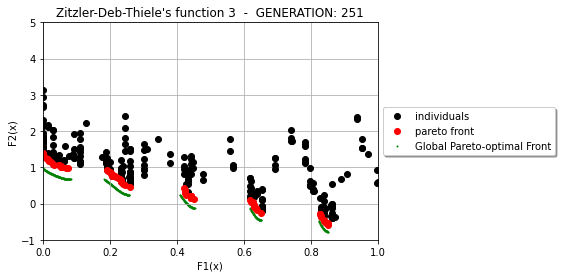 Zitzler-Deb-Thiele's function 3 - GENERATION: 251
5
4
3
2
1
0
−1
F2(x)
0.0 0.2 0.4 0.6 0.8 1.0
F1(x)
individuals
pareto front
Global Pareto-optimal Front